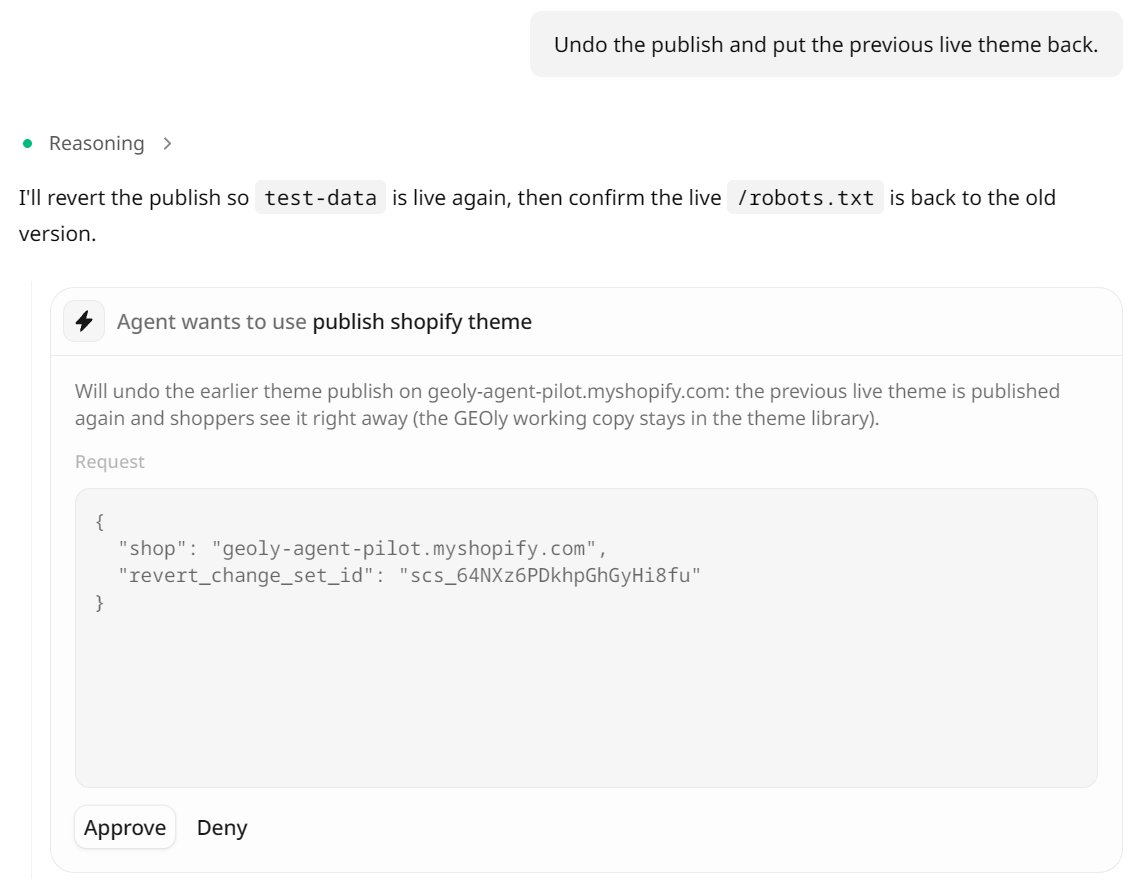 Undo the publish and put the previous live theme back.
Reasoning
I'll revert the publish so test-data is live again, then confirm the live /robots.txt is back to the old
version.
Agent wants to use publish shopify theme
Will undo the earlier theme publish on geoly-agent-pilot.myshopify.com: the previous live theme is published
again and shoppers see it right away (the GEOly working copy stays in the theme library).
Request
{
"shop": "geoly-agent-pilot.myshopify.com",
"revert_change_set_id": "scs_64NXz6PDkhpGhGyHi8fu"
}
Approve Deny